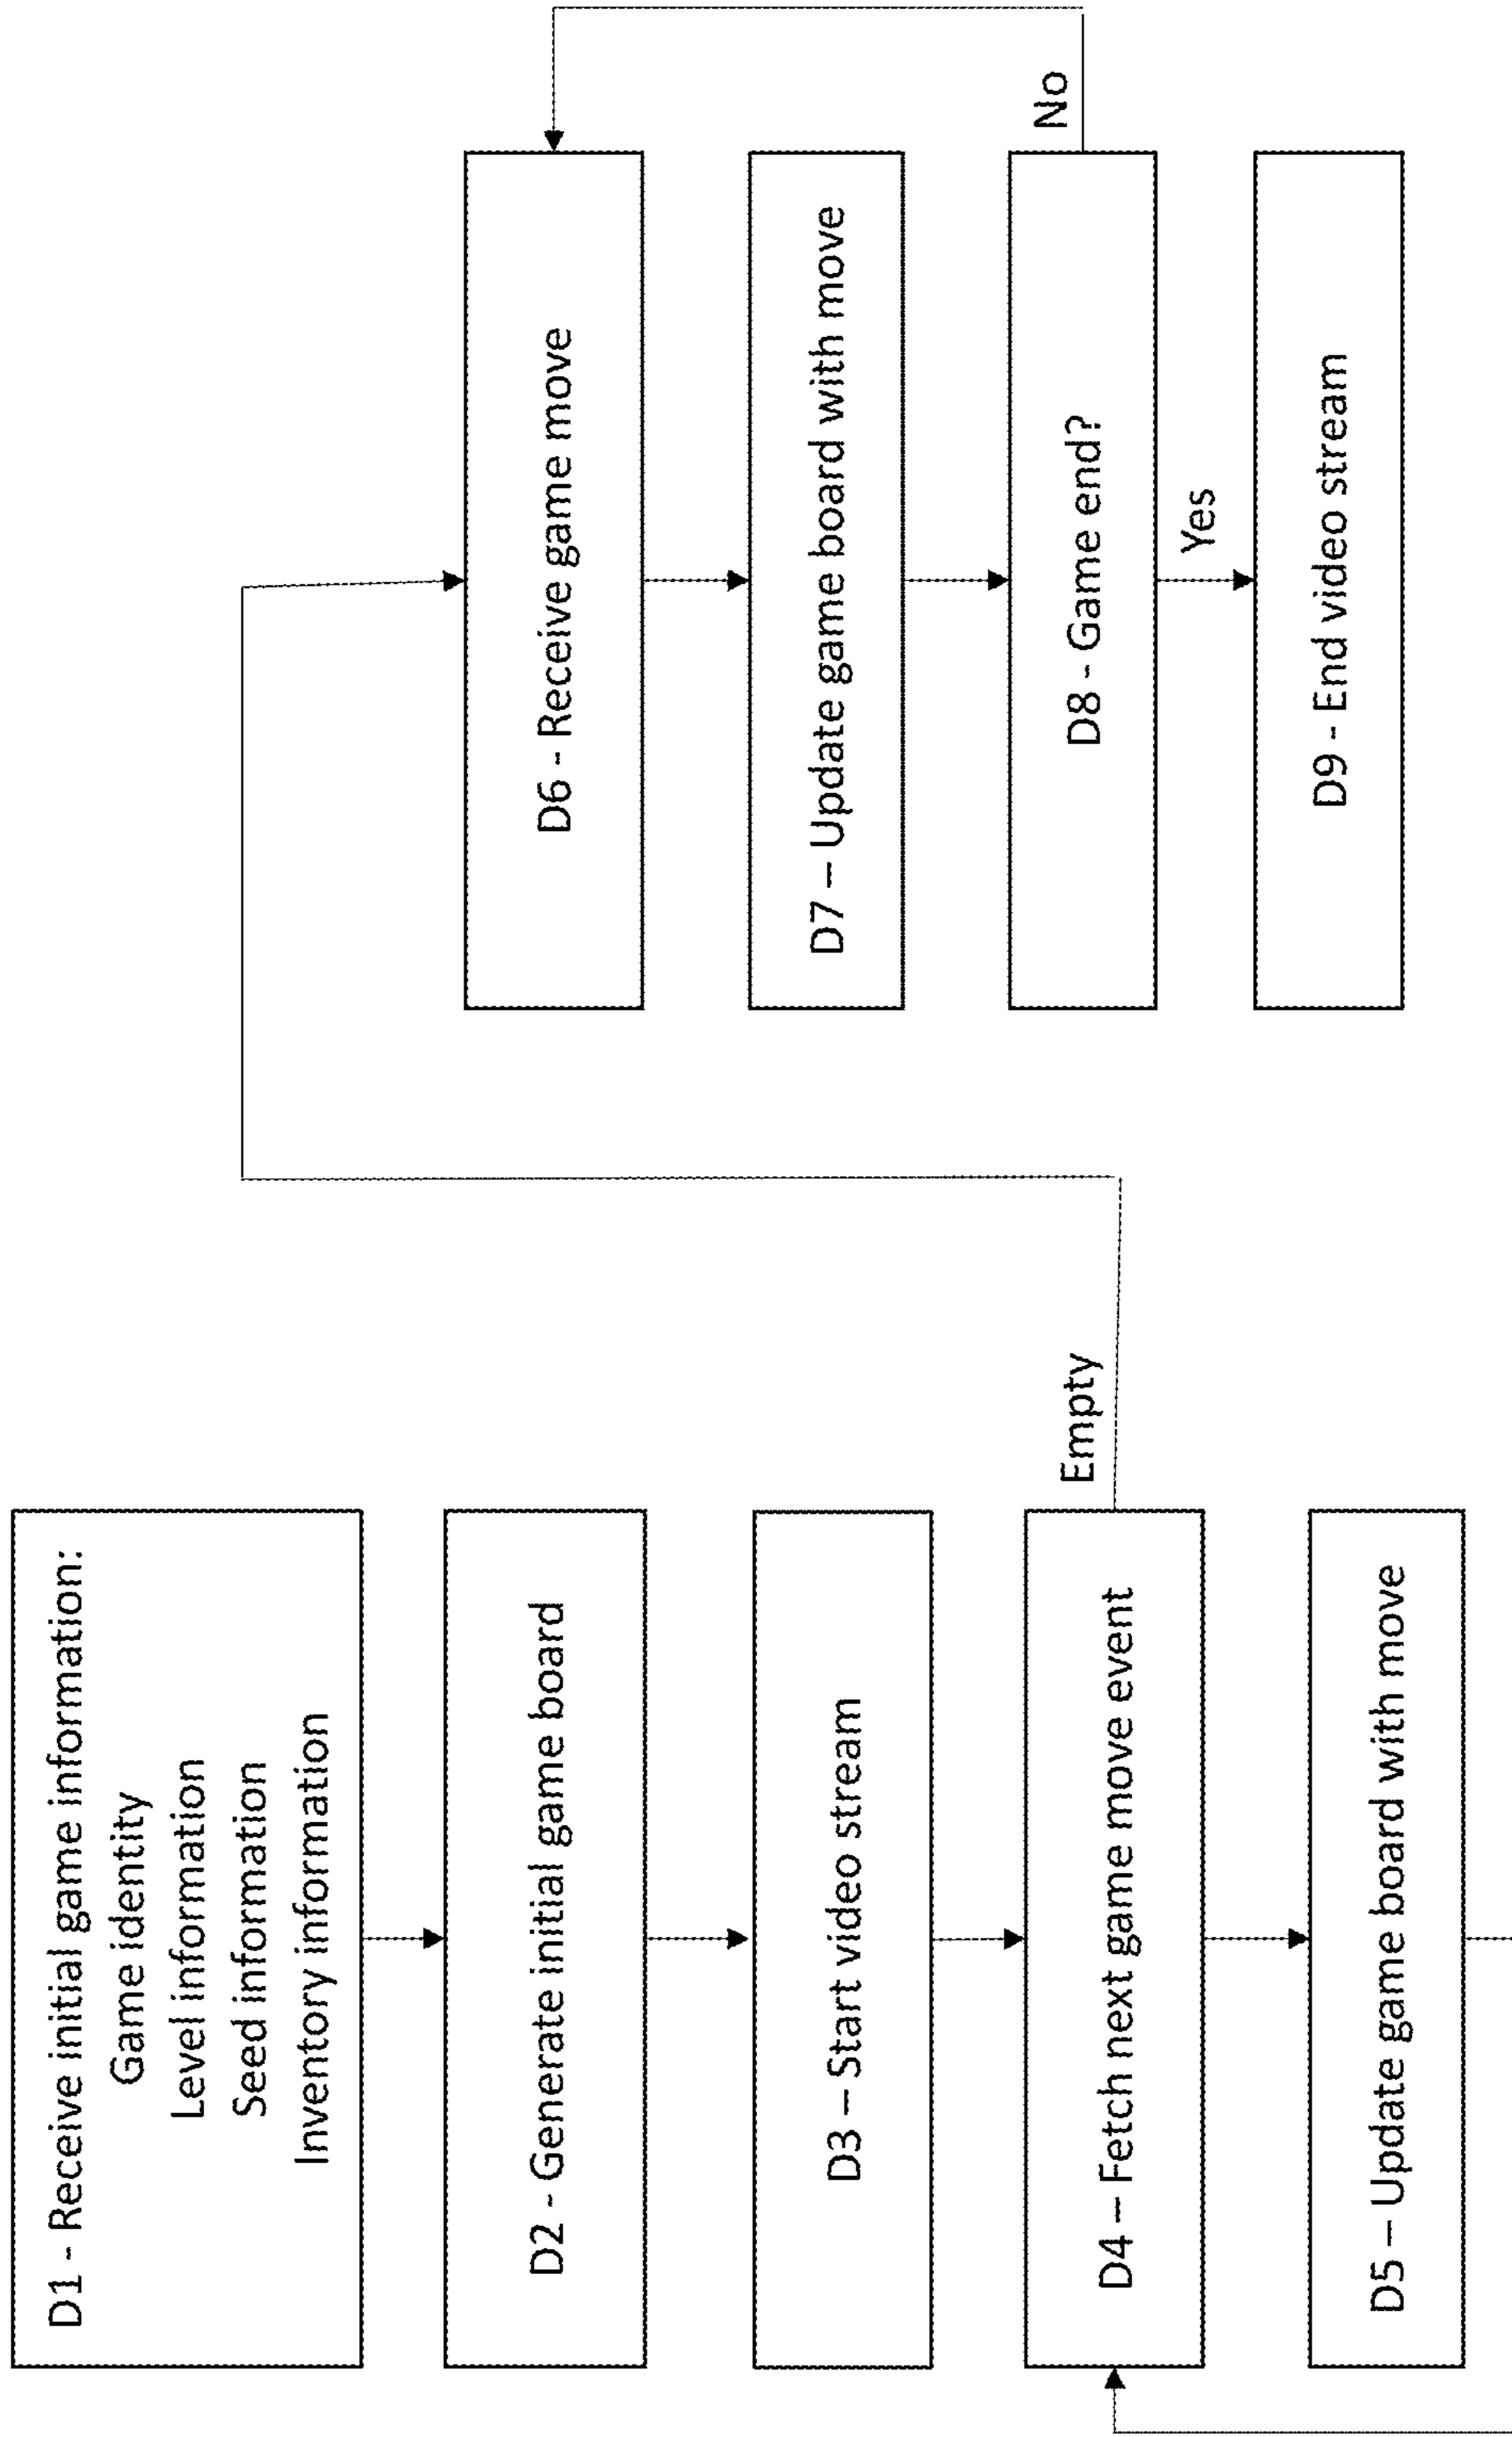 D1 - Receive initial game information:
Game identity
Level information
Seed information
Inventory information
D2 - Generate initial game board
D3 – Start video stream
D4 – Fetch next game move event
Empty
D5 – Update game board with move
D6 - Receive game move
D7 – Update game board with move
D8 - Game end?
No
Yes
D9 - End video stream